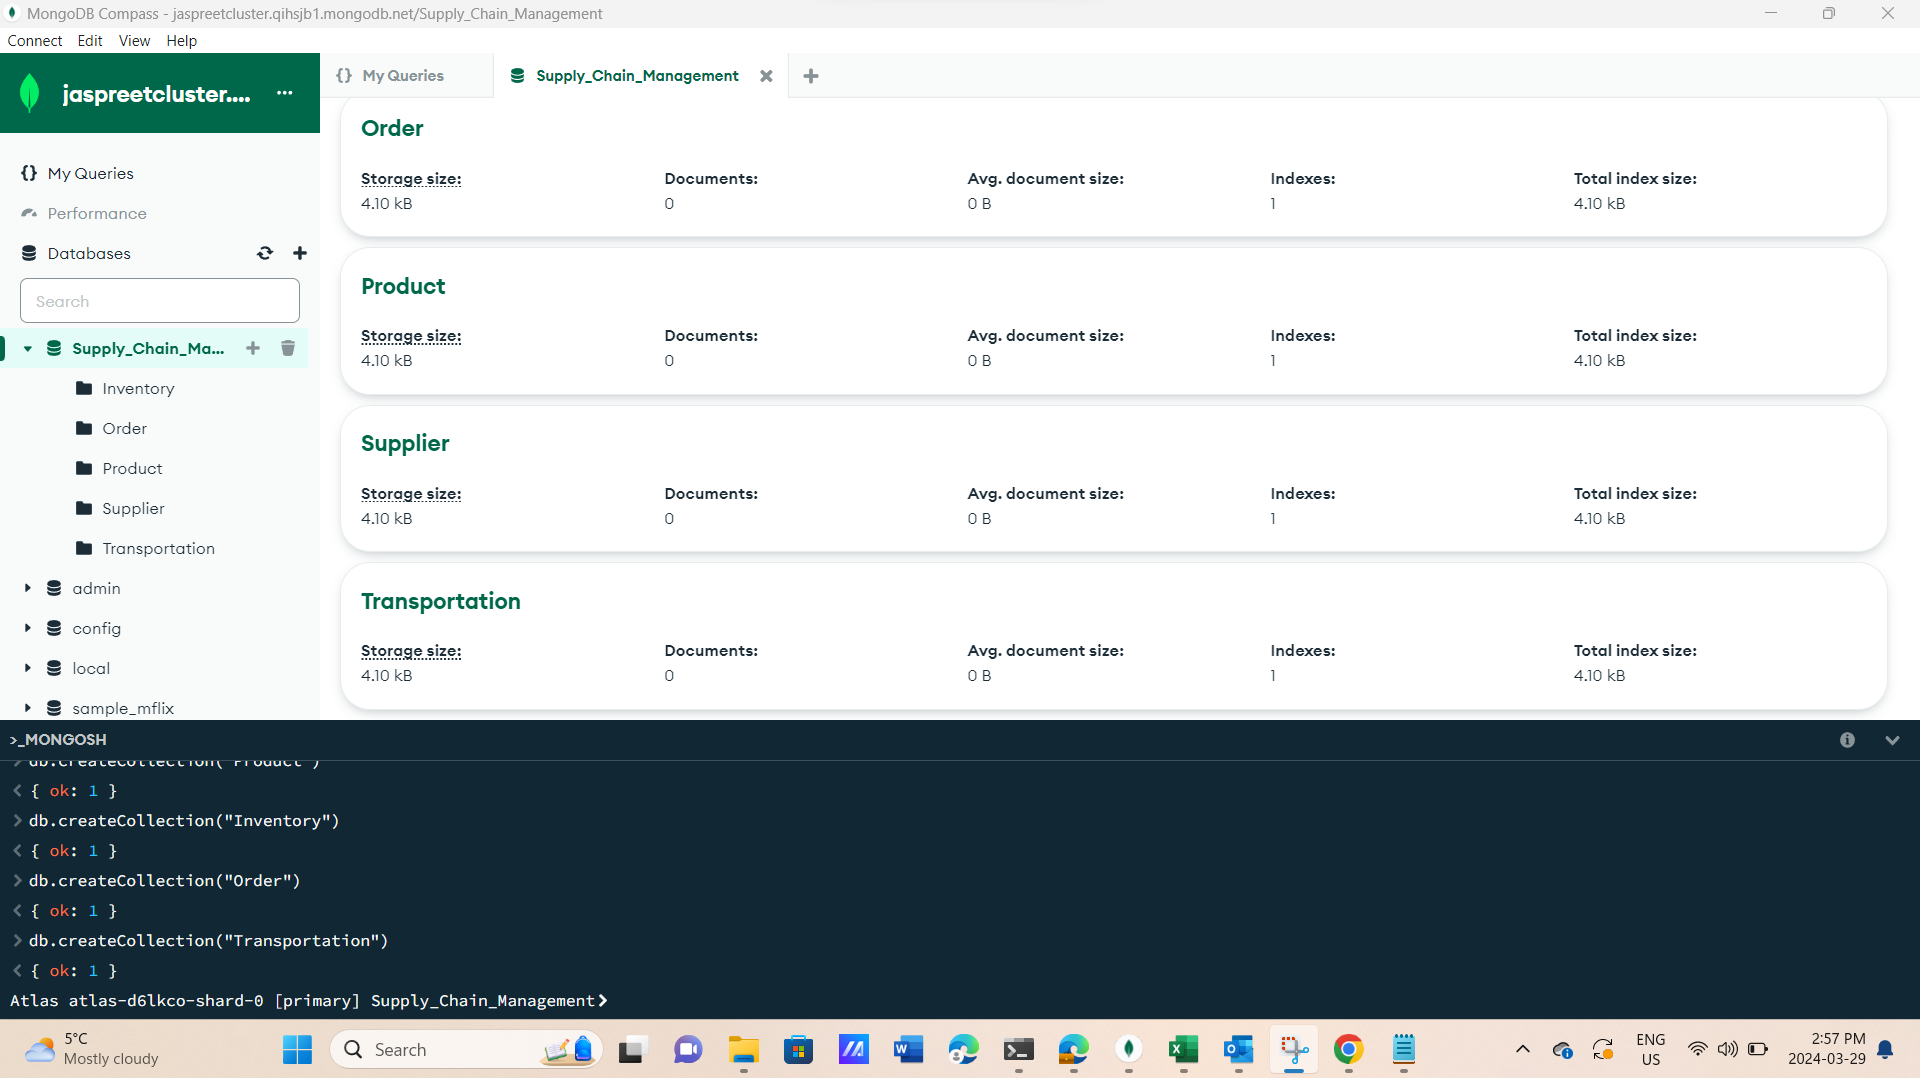 MongoDB Compass - jaspreetcluster.qihsjb1.mongodb.net/Supply_Chain_Management
Connect Edit View Help
jaspreetcluster....
My Queries
Supply_Chain_Management
My Queries
Performance
Databases
Search
Supply_Chain_Ma...
Inventory
Order
Product
Supplier
Transportation
admin
config
local
sample_mflix
Order
Storage size: Documents: Avg. document size: Indexes: Total index size:
4.10 kB 0 0 B 1 4.10 kB
Product
Storage size: Documents: Avg. document size: Indexes: Total index size:
4.10 kB 0 0 B 1 4.10 kB
Supplier
Storage size: Documents: Avg. document size: Indexes: Total index size:
4.10 kB 0 0 B 1 4.10 kB
Transportation
Storage size: Documents: Avg. document size: Indexes: Total index size:
4.10 kB 0 0 B 1 4.10 kB
>_MONGOSH
> db.createCollection("Product")
< { ok: 1 }
> db.createCollection("Inventory")
< { ok: 1 }
> db.createCollection("Order")
< { ok: 1 }
> db.createCollection("Transportation")
< { ok: 1 }
Atlas atlas-d6lkco-shard-0 [primary] Supply_Chain_Management>
5°C
Mostly cloudy
Search
ENG
US
2:57 PM
2024-03-29